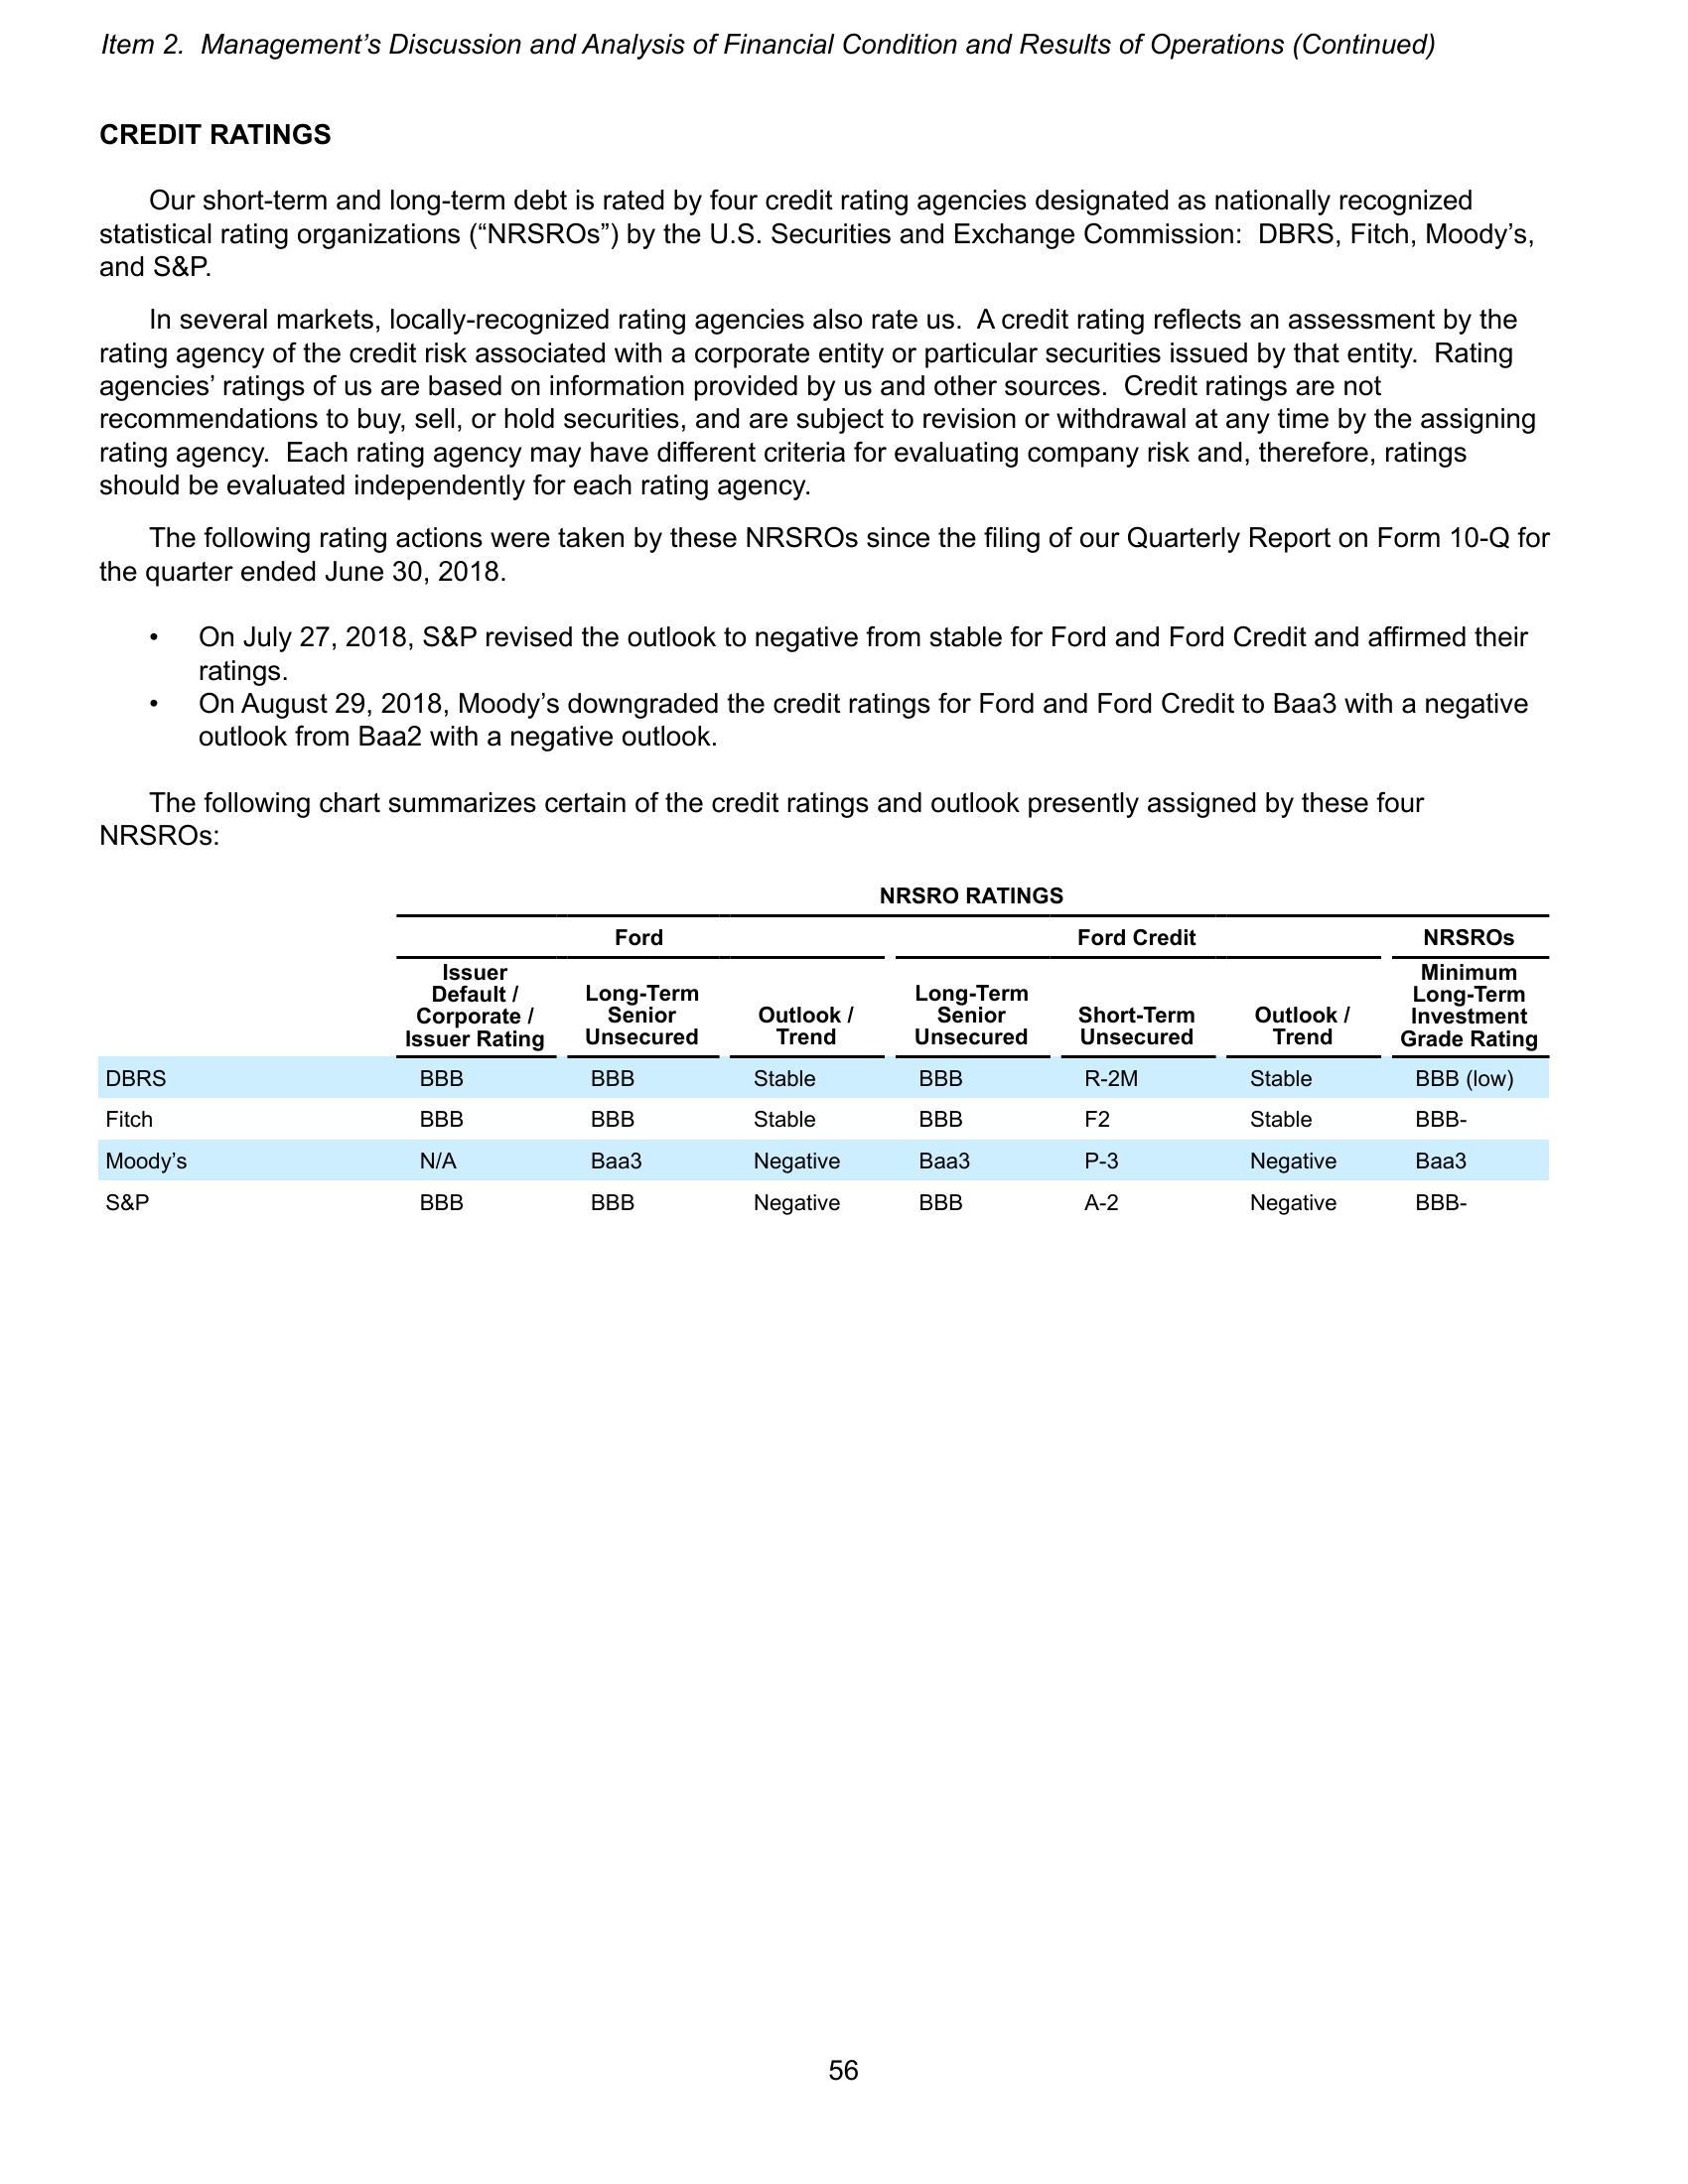 Item 2.  Management’s Discussion and Analysis of Financial Condition and Results of Operations (Continued)
CREDIT RATINGS
Our short-term and long-term debt is rated by four credit rating agencies designated as nationally recognized
statistical rating organizations (“NRSROs”) by the U.S. Securities and Exchange Commission:  DBRS, Fitch, Moody’s,
and S&P.
In several markets, locally-recognized rating agencies also rate us.  A credit rating reflects an assessment by the
rating agency of the credit risk associated with a corporate entity or particular securities issued by that entity.  Rating
agencies’ ratings of us are based on information provided by us and other sources.  Credit ratings are not
recommendations to buy, sell, or hold securities, and are subject to revision or withdrawal at any time by the assigning
rating agency.  Each rating agency may have different criteria for evaluating company risk and, therefore, ratings
should be evaluated independently for each rating agency.
The following rating actions were taken by these NRSROs since the filing of our Quarterly Report on Form 10-Q for
the quarter ended June 30, 2018.
• On July 27, 2018, S&P revised the outlook to negative from stable for Ford and Ford Credit and affirmed their
ratings.
• On August 29, 2018, Moody’s downgraded the credit ratings for Ford and Ford Credit to Baa3 with a negative
outlook from Baa2 with a negative outlook.
The following chart summarizes certain of the credit ratings and outlook presently assigned by these four
NRSROs:
NRSRO RATINGS
Ford Ford Credit NRSROs
Issuer Default / Corporate / Issuer Rating Long-Term Senior Unsecured Outlook / Trend Long-Term Senior Unsecured Short-Term Unsecured Outlook / Trend Minimum Long-Term Investment Grade Rating
DBRS BBB BBB Stable BBB R-2M Stable BBB (low)
Fitch BBB BBB Stable BBB F2 Stable BBB-
Moody’s N/A Baa3 Negative Baa3 P-3 Negative Baa3
S&P BBB BBB Negative BBB A-2 Negative BBB-
56